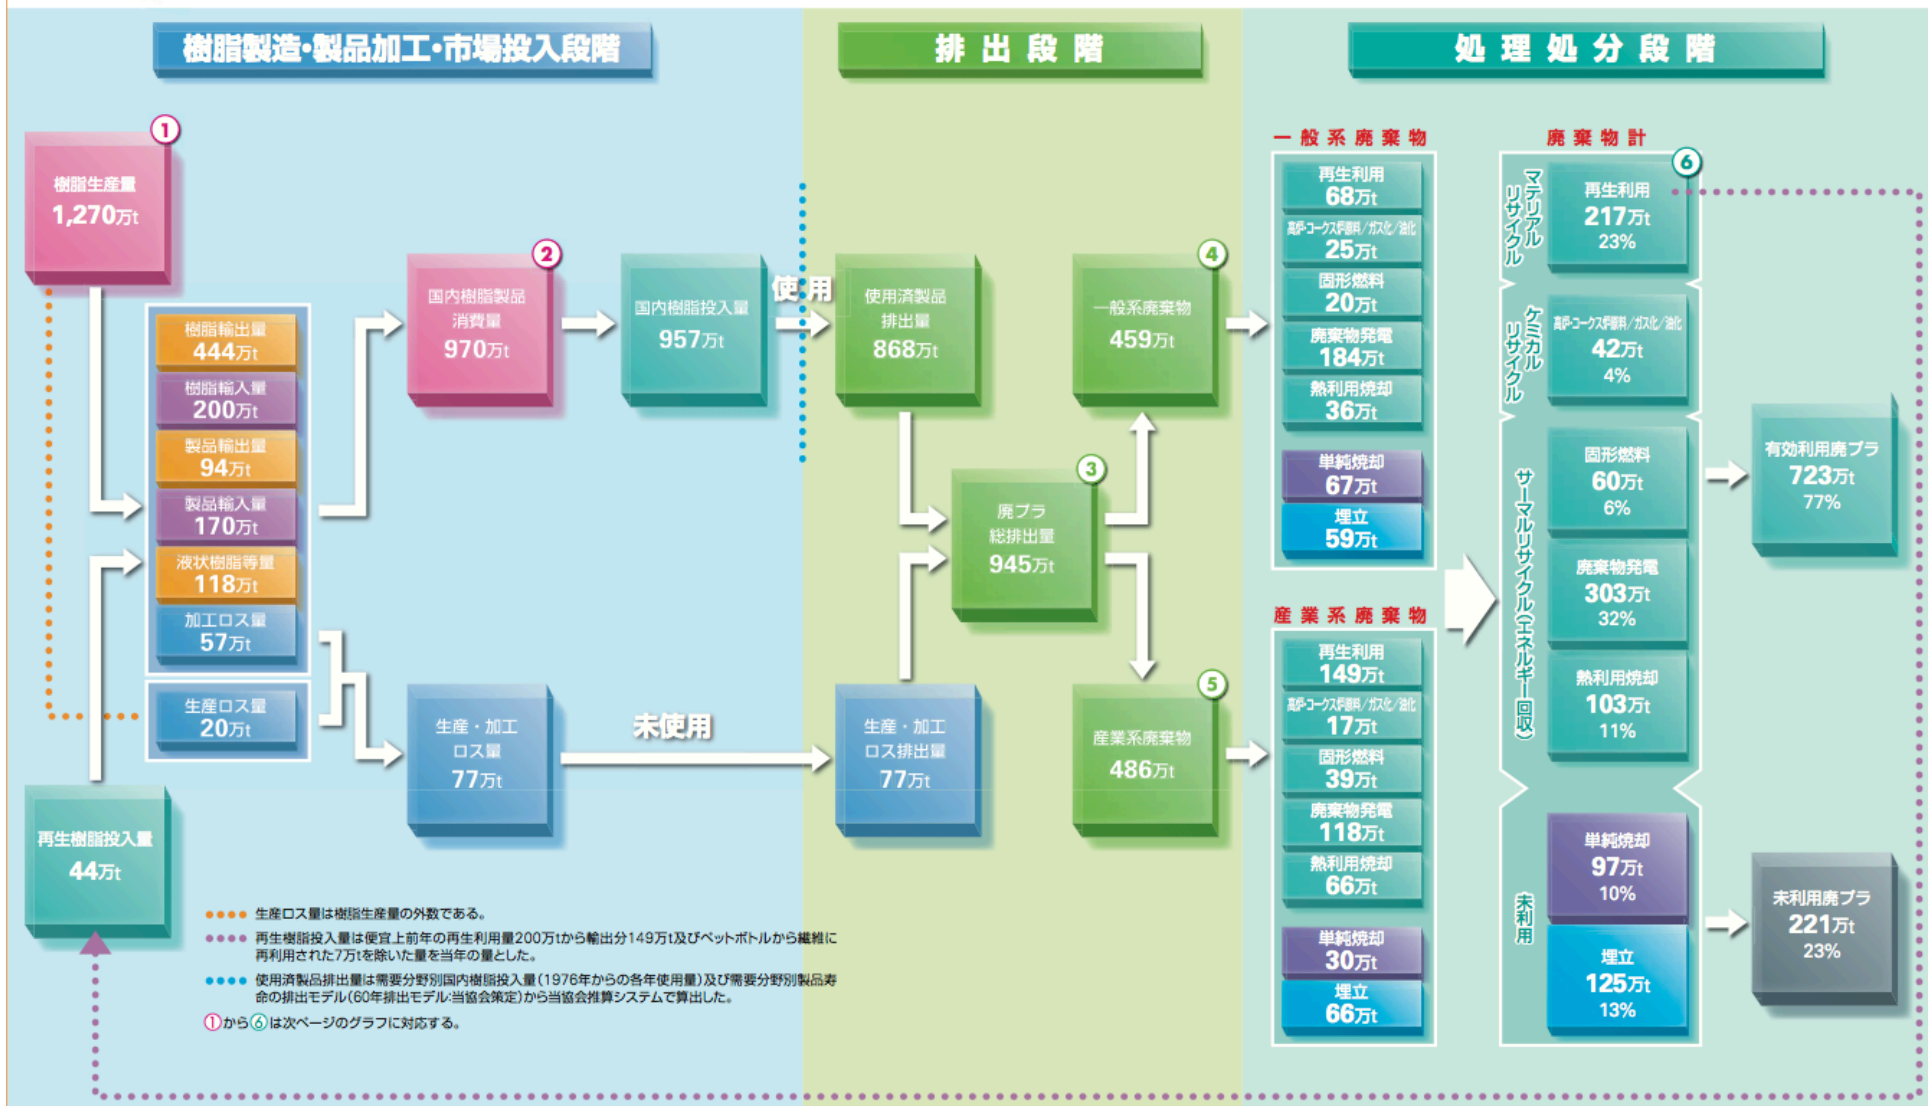 樹脂製造・製品加工・市場投入段階
排出段階
処理処分段階
①
樹脂生産量
1,270万t
樹脂輸出量
444万t
樹脂輸入量
200万t
製品輸出量
94万t
製品輸入量
170万t
液状樹脂等量
118万t
加工ロス量
57万t
生産ロス量
20万t
再生樹脂投入量
44万t
②
国内樹脂製品
消費量
970万t
国内樹脂投入量
957万t
使用
生産・加工
ロス量
77万t
未使用
使用済製品
排出量
868万t
③
廃プラ
総排出量
945万t
生産・加工
ロス排出量
77万t
④
一般系廃棄物
459万t
⑤
産業系廃棄物
486万t
一般系廃棄物
再生利用
68万t
高炉・コークス炉原料/ガス化/油化
25万t
固形燃料
20万t
廃棄物発電
184万t
熱利用焼却
36万t
単純焼却
67万t
埋立
59万t
産業系廃棄物
再生利用
149万t
高炉・コークス炉原料/ガス化/油化
17万t
固形燃料
39万t
廃棄物発電
118万t
熱利用焼却
66万t
単純焼却
30万t
埋立
66万t
廃棄物計
⑥
マテリアル
リサイクル
再生利用
217万t
23%
ケミカル
リサイクル
高炉・コークス炉原料/ガス化/油化
42万t
4%
サーマルリサイクル(エネルギー回収)
固形燃料
60万t
6%
廃棄物発電
303万t
32%
熱利用焼却
103万t
11%
未利用
単純焼却
97万t
10%
埋立
125万t
13%
有効利用廃プラ
723万t
77%
未利用廃プラ
221万t
23%
生産ロス量は樹脂生産量の外数である。
再生樹脂投入量は便宜上前年の再生利用量200万tから輸出分149万t及びペットボトルから繊維に
再利用された7万tを除いた量を当年の量とした。
使用済製品排出量は需要分野別国内樹脂投入量(1976年からの各年使用量)及び需要分野別製品寿
命の排出モデル(60年排出モデル:当協会策定)から当協会推算システムで算出した。
①から⑥は次ページのグラフに対応する。